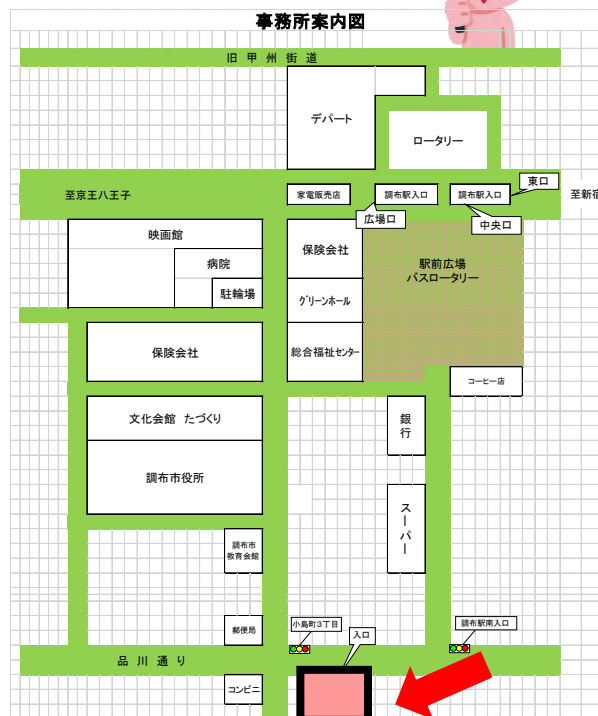 事務所案内図
旧甲州街道
デパート
ロータリー
東口
至京王八王子
家電販売店
調布駅入口
調布駅入口
至新宿
広場口
中央口
映画館
保険会社
病院
駅前広場
バスロータリー
駐輪場
グリーンホール
保険会社
総合福祉センター
コーヒー店
文化会館 たづくり
銀行
調布市役所
スーパー
調布市
教育会館
小島町3丁目
調布駅南入口
郵便局
入口
品川通り
コンビニ